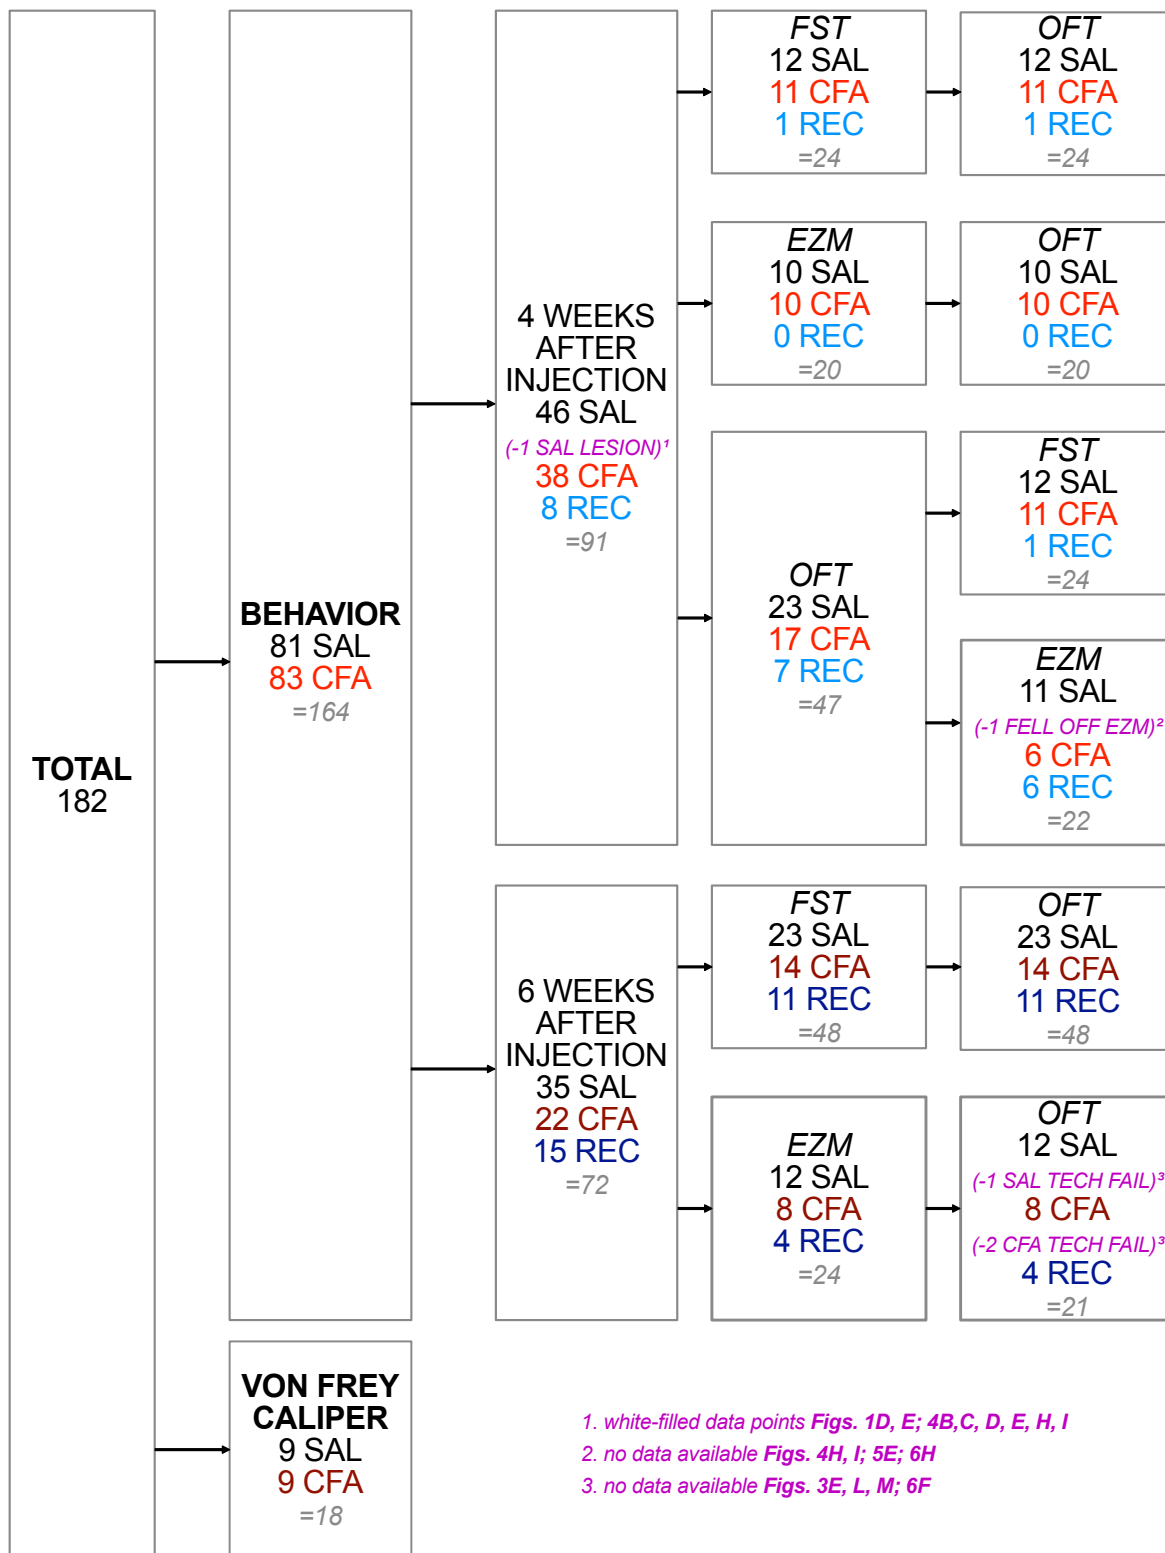 TOTAL
182
BEHAVIOR
81 SAL
83 CFA
=164
VON FREY
CALIPER
9 SAL
9 CFA
=18
4 WEEKS
AFTER
INJECTION
46 SAL
(-1 SAL LESION)¹
38 CFA
8 REC
=91
6 WEEKS
AFTER
INJECTION
35 SAL
22 CFA
15 REC
=72
FST
12 SAL
11 CFA
1 REC
=24
OFT
12 SAL
11 CFA
1 REC
=24
EZM
10 SAL
10 CFA
0 REC
=20
OFT
10 SAL
10 CFA
0 REC
=20
OFT
23 SAL
17 CFA
7 REC
=47
FST
12 SAL
11 CFA
1 REC
=24
EZM
11 SAL
(-1 FELL OFF EZM)²
6 CFA
6 REC
=22
FST
23 SAL
14 CFA
11 REC
=48
OFT
23 SAL
14 CFA
11 REC
=48
EZM
12 SAL
8 CFA
4 REC
=24
OFT
12 SAL
(-1 SAL TECH FAIL)³
8 CFA
(-2 CFA TECH FAIL)³
4 REC
=21
1. white-filled data points Figs. 1D, E; 4B,C, D, E, H, I
2. no data available Figs. 4H, I; 5E; 6H
3. no data available Figs. 3E, L, M; 6F